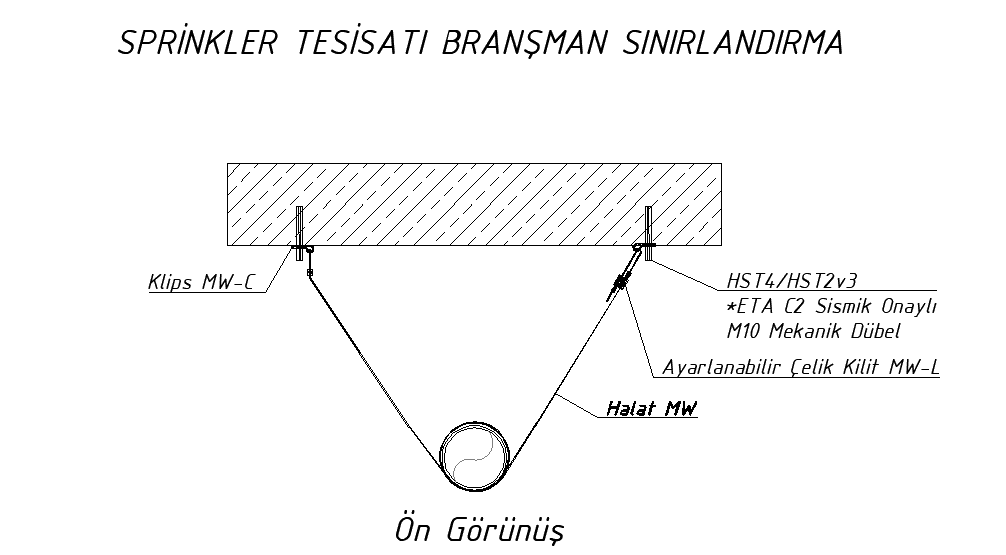 SPRİNKLER TESİSATI BRANŞMAN SINIRLANDIRMA
Klips MW-C
HST4/HST2v3
*ETA C2 Sismik Onaylı
M10 Mekanik Dübel
Ayarlanabilir Çelik Kilit MW-L
Halat MW
Ön Görünüş